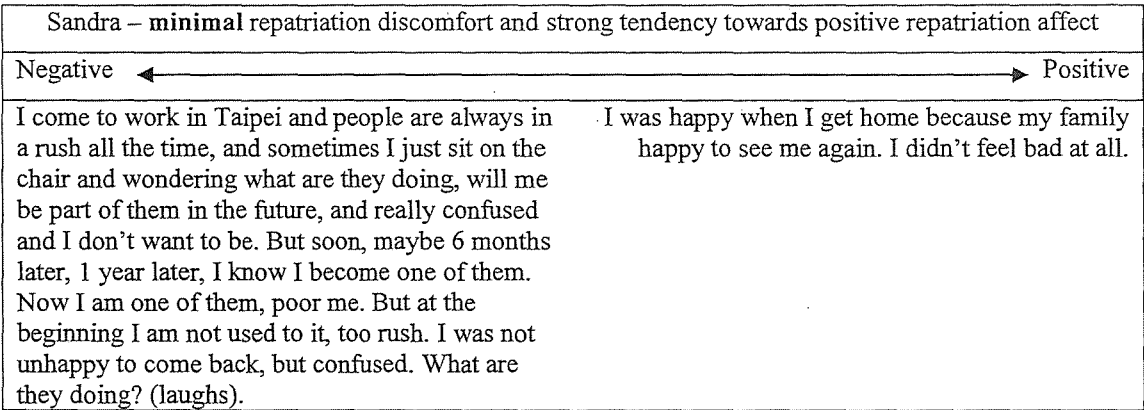 Sandra – minimal repatriation discomfort and strong tendency towards positive repatriation affect
Negative Positive
I come to work in Taipei and people are always in
a rush all the time, and sometimes I just sit on the
chair and wondering what are they doing, will me
be part of them in the future, and really confused
and I don't want to be. But soon, maybe 6 months
later, 1 year later, I know I become one of them.
Now I am one of them, poor me. But at the
beginning I am not used to it, too rush. I was not
unhappy to come back, but confused. What are
they doing? (laughs).
I was happy when I get home because my family
happy to see me again. I didn't feel bad at all.